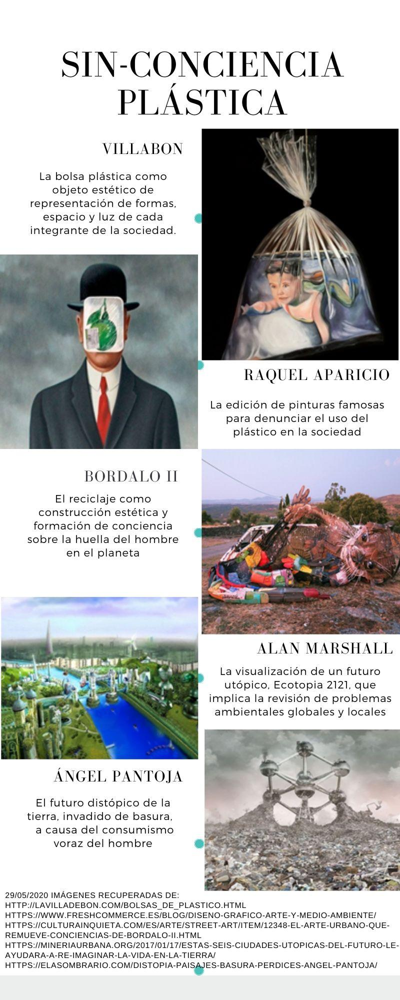 SIN-CONCIENCIA
PLÁSTICA
VILLABON
La bolsa plástica como
objeto estético de
representación de formas,
espacio y luz de cada
integrante de la sociedad.
RAQUEL APARICIO
La edición de pinturas famosas
para denunciar el uso del
plástico en la sociedad
BORDALO II
El reciclaje como
construcción estética y
formación de conciencia
sobre la huella del hombre
en el planeta
ALAN MARSHALL
La visualización de un futuro
utópico, Ecotopia 2121, que
implica la revisión de problemas
ambientales globales y locales
ÁNGEL PANTOJA
El futuro distópico de la
tierra, invadido de basura,
a causa del consumismo
voraz del hombre
29/05/2020 IMÁGENES RECUPERADAS DE:
HTTP://LAVILLADEBON.COM/BOLSAS_DE_PLASTICO.HTML
HTTPS://WWW.FRESHCOMMERCE.ES/BLOG/DISENO-GRAFICO-ARTE-Y-MEDIO-AMBIENTE/
HTTPS://CULTURAINQUIETA.COM/ES/ARTE/STREET-ART/ITEM/12348-EL-ARTE-URBANO-QUE-
REMUEVE-CONCIENCIAS-DE-BORDALO-II.HTML
HTTPS://MINERIAURBANA.ORG/2017/01/17/ESTAS-SEIS-CIUDADES-UTOPICAS-DEL-FUTURO-LE-
AYUDARA-A-RE-IMAGINAR-LA-VIDA-EN-LA-TIERRA/
HTTPS://ELASOMBRARIO.COM/DISTOPIA-PAISAJES-BASURA-PERDICES-ANGEL-PANTOJA/